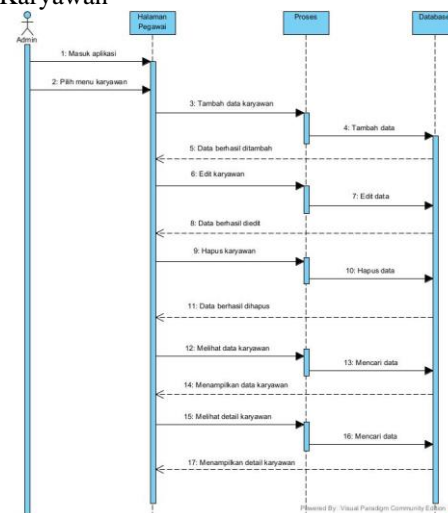 Karyawan
Halaman
Pegawai
Proses
Database
Admin
1: Masuk aplikasi
2: Pilih menu karyawan
3: Tambah data karyawan
4: Tambah data
5: Data berhasil ditambah
6: Edit karyawan
7: Edit data
8: Data berhasil diedit
9: Hapus karyawan
10: Hapus data
11: Data berhasil dihapus
12: Melihat data karyawan
13: Mencari data
14: Menampilkan data karyawan
15: Melihat detail karyawan
16: Mencari data
17: Menampilkan detail karyawan
Powered By: Visual Paradigm Community Edition